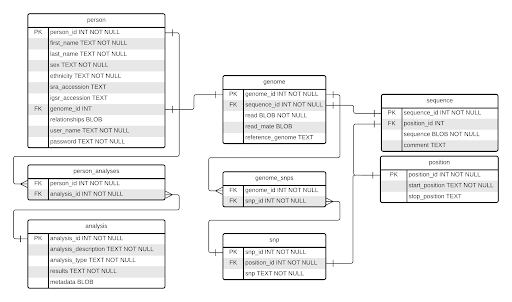 person
PK person_id INT NOT NULL
first_name TEXT NOT NULL
last_name TEXT NOT NULL
sex TEXT NOT NULL
ethnicity TEXT NOT NULL
sra_accession TEXT
igsr_accession TEXT
FK genome_id INT
relationships BLOB
user_name TEXT NOT NULL
password TEXT NOT NULL
person_analyses
FK person_id INT NOT NULL
FK analysis_id INT NOT NULL
analysis
PK analysis_id INT NOT NULL
analysis_description TEXT NOT NULL
analysis_type TEXT NOT NULL
results TEXT NOT NULL
metadata BLOB
genome
PK genome_id INT NOT NULL
FK sequence_id INT NOT NULL
read BLOB NOT NULL
read_mate BLOB
reference_genome TEXT
genome_snps
FK genome_id INT NOT NULL
FK snp_id INT NOT NULL
snp
PK snp_id INT NOT NULL
FK position_id INT NOT NULL
snp TEXT NOT NULL
sequence
PK sequence_id INT NOT NULL
FK position_id INT
sequence BLOB NOT NULL
comment TEXT
position
PK position_id INT NOT NULL
start_position TEXT NOT NULL
stop_position TEXT